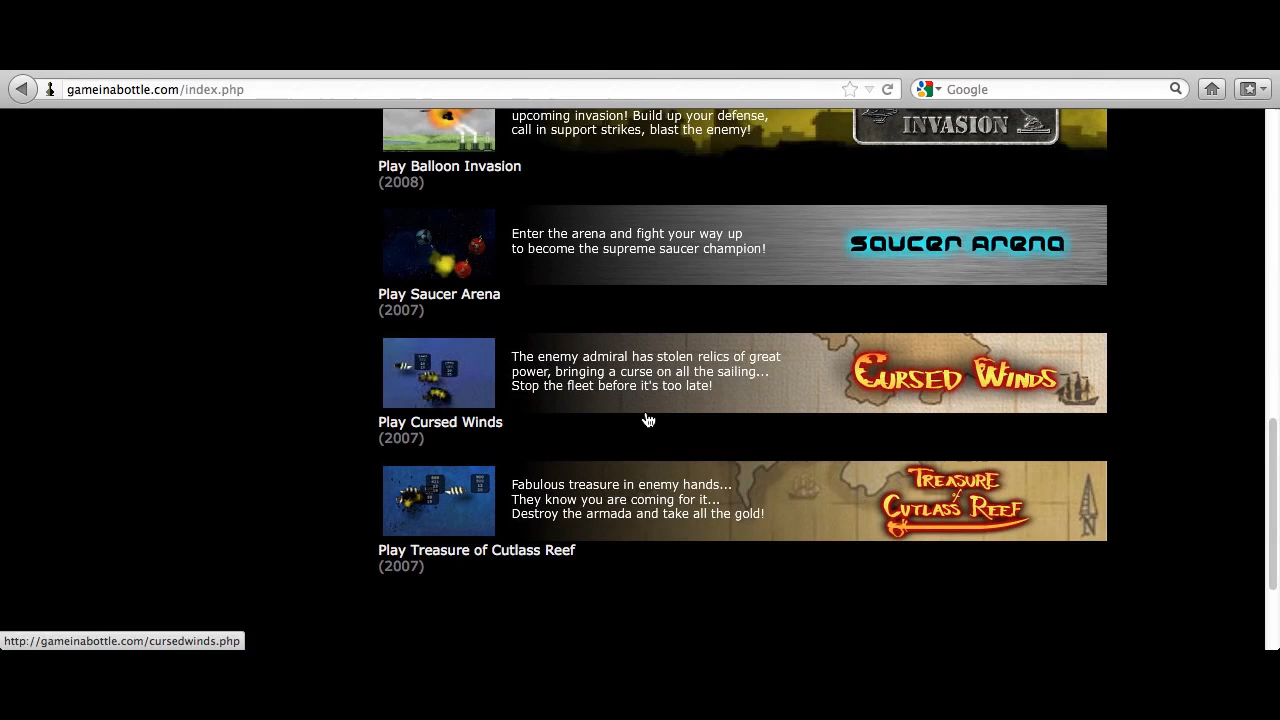 gameinabottle.com/index.php
Google
upcoming invasion! Build up your defense,
call in support strikes, blast the enemy!
INVASION
Play Balloon Invasion
(2008)
Enter the arena and fight your way up
to become the supreme saucer champion!
SAUCER ARENA
Play Saucer Arena
(2007)
The enemy admiral has stolen relics of great
power, bringing a curse on all the sailing...
Stop the fleet before it's too late!
CURSED WINDS
Play Cursed Winds
(2007)
Fabulous treasure in enemy hands...
They know you are coming for it...
Destroy the armada and take all the gold!
TREASURE
of
CUTLASS REEF
Play Treasure of Cutlass Reef
(2007)
http://gameinabottle.com/cursedwinds.php